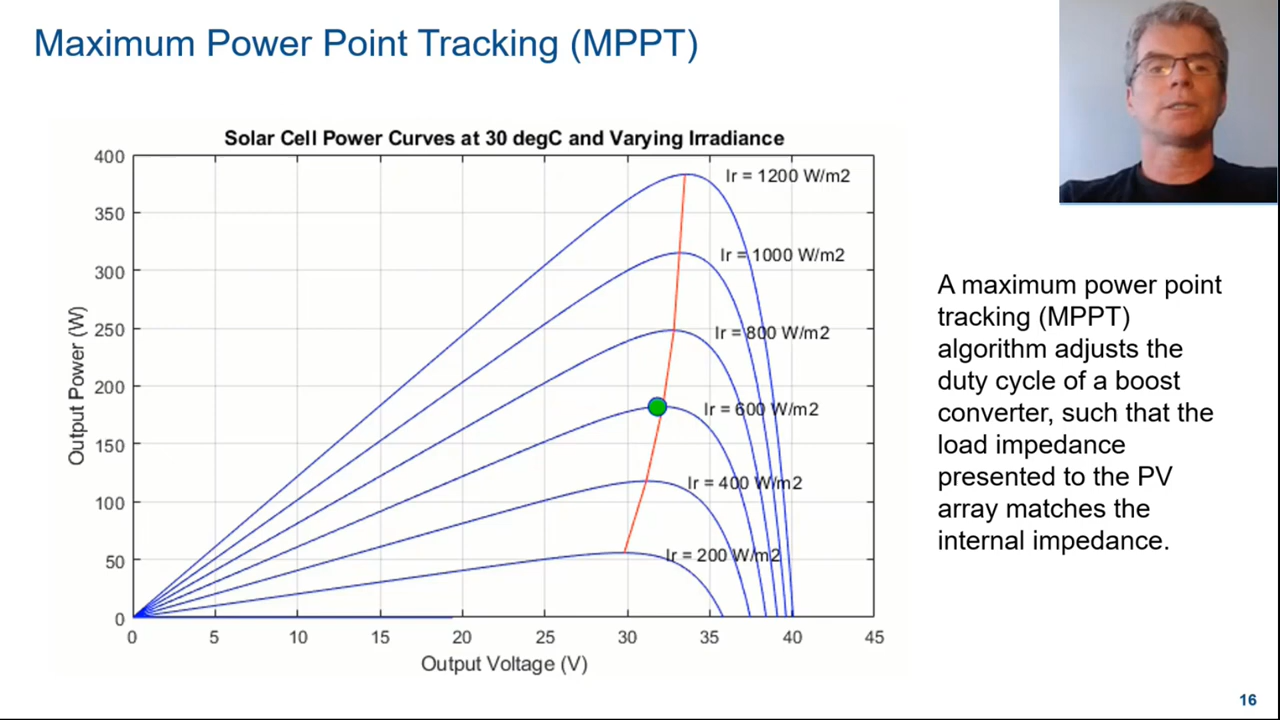 Maximum Power Point Tracking (MPPT)
Solar Cell Power Curves at 30 degC and Varying Irradiance
400
350
300
250
200
150
100
50
0
Output Power (W)
Ir = 1200 W/m2
Ir = 1000 W/m2
Ir = 800 W/m2
Ir = 600 W/m2
Ir = 400 W/m2
Ir = 200 W/m2
0 5 10 15 20 25 30 35 40 45
Output Voltage (V)
A maximum power point
tracking (MPPT)
algorithm adjusts the
duty cycle of a boost
converter, such that the
load impedance
presented to the PV
array matches the
internal impedance.
16